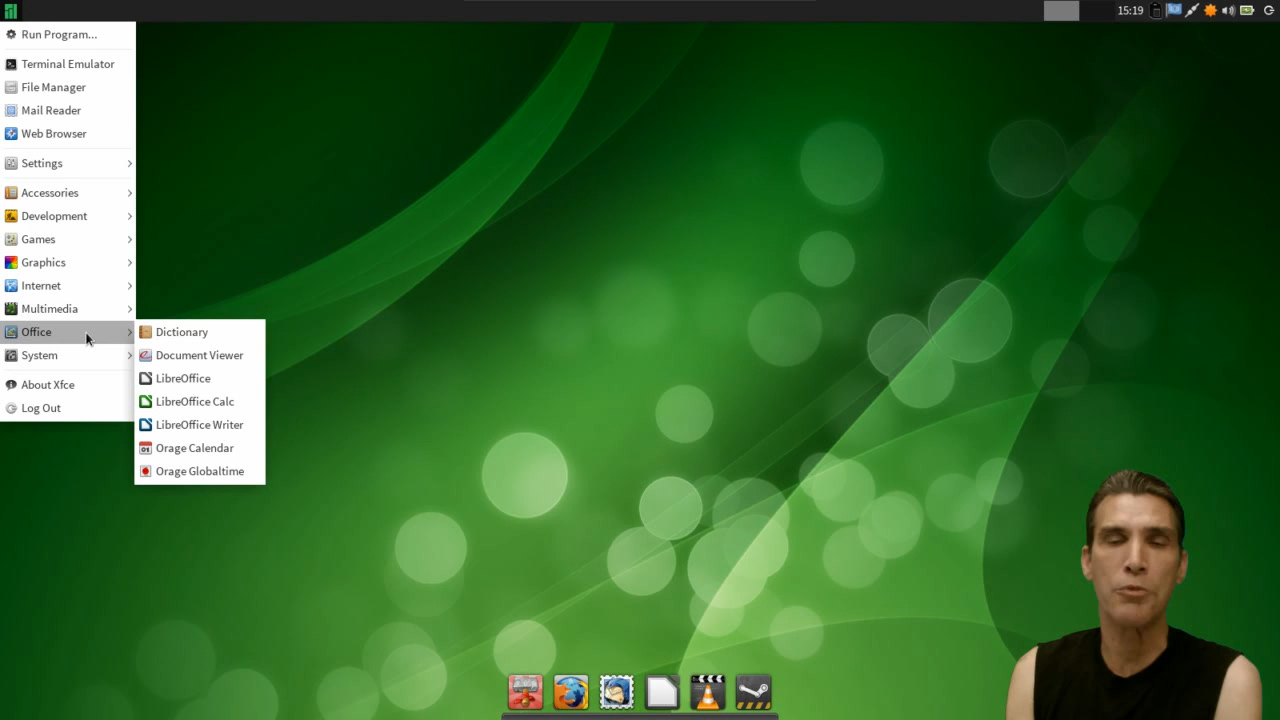 15:19
Run Program...
Terminal Emulator
File Manager
Mail Reader
Web Browser
Settings
Accessories
Development
Games
Graphics
Internet
Multimedia
Office
System
About Xfce
Log Out
Dictionary
Document Viewer
LibreOffice
LibreOffice Calc
LibreOffice Writer
Orage Calendar
Orage Globaltime